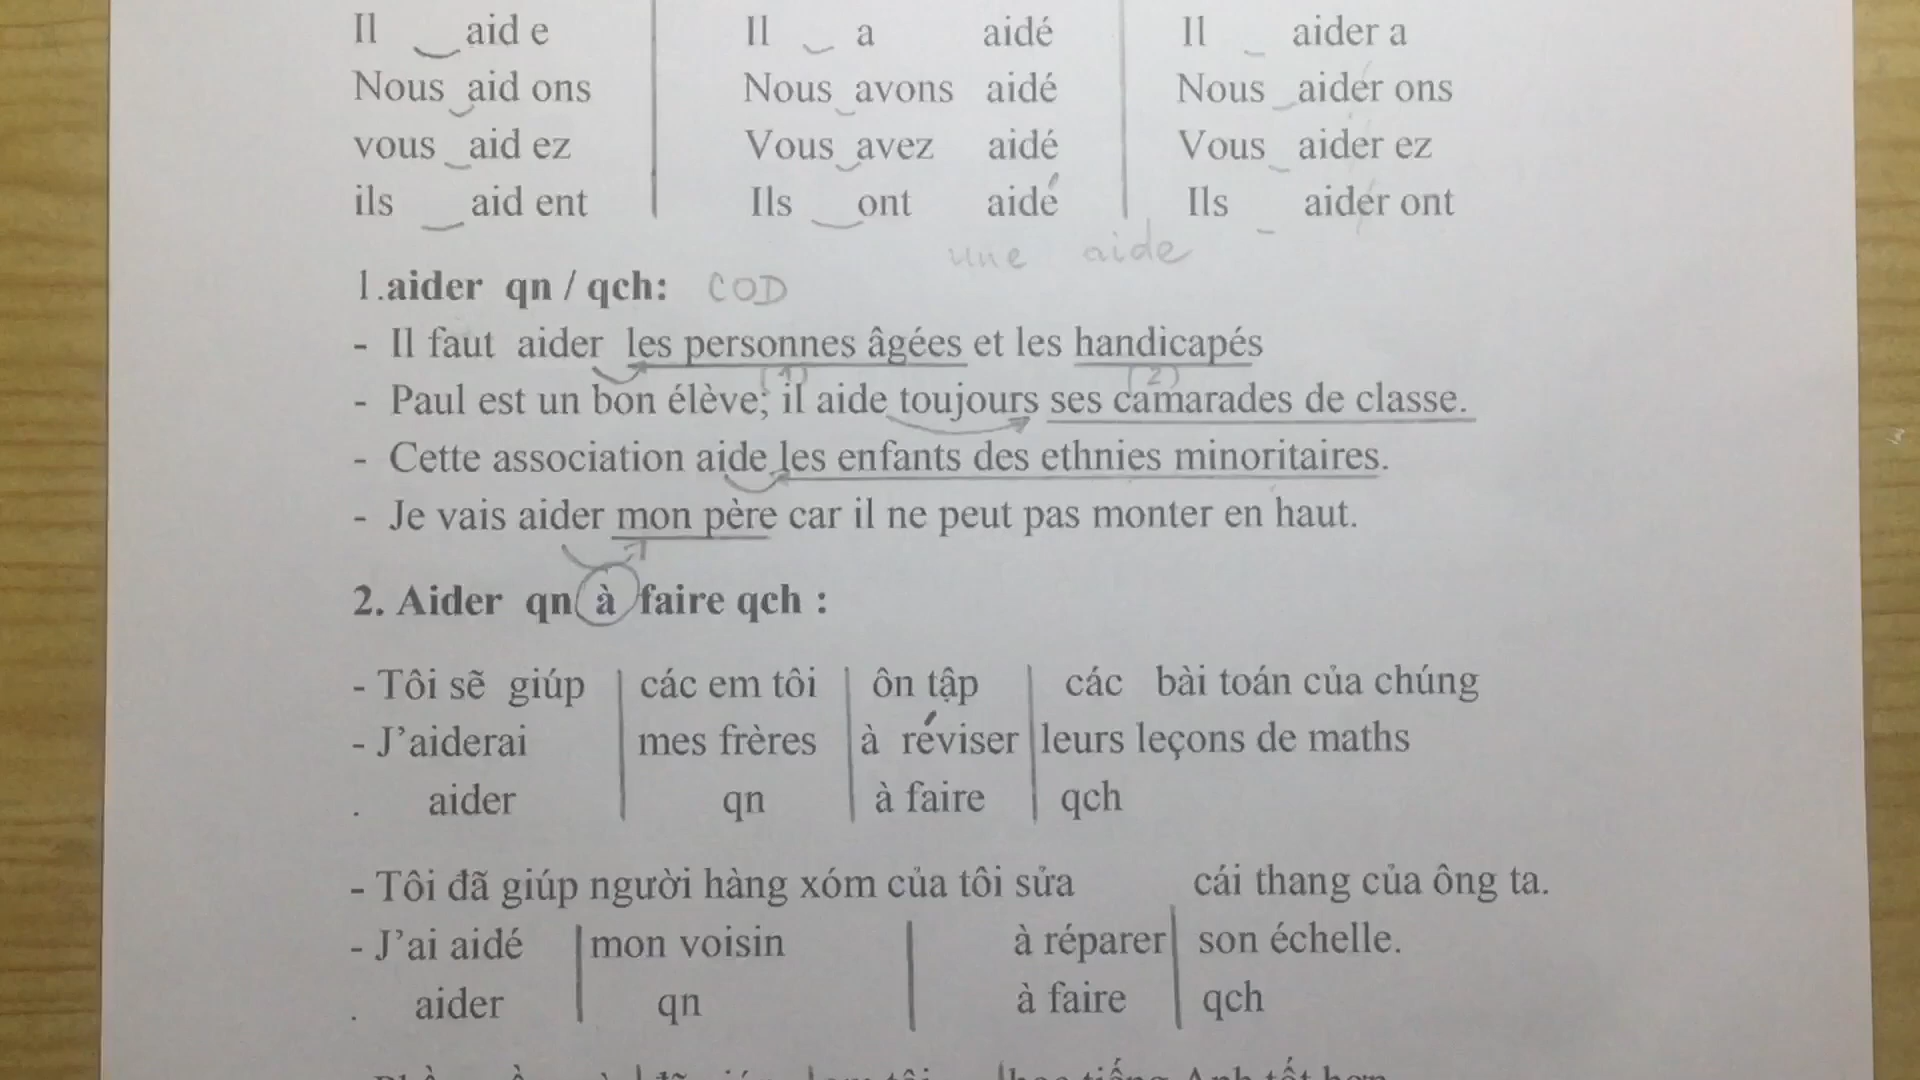 Il aid e Il a aidé Il aider a
Nous aid ons Nous avons aidé Nous aider ons
vous aid ez Vous avez aidé Vous aider ez
ils aid ent Ils ont aidé Ils aider ont
une aide
1.aider qn / qch: COD
- Il faut aider les personnes âgées et les handicapés
(1) (2)
- Paul est un bon élève; il aide toujours ses camarades de classe.
- Cette association aide les enfants des ethnies minoritaires.
- Je vais aider mon père car il ne peut pas monter en haut.
2. Aider qn à faire qch :
- Tôi sẽ giúp các em tôi ôn tập các bài toán của chúng
- J’aiderai mes frères à réviser leurs leçons de maths
. aider qn à faire qch
- Tôi đã giúp người hàng xóm của tôi sửa cái thang của ông ta.
- J’ai aidé mon voisin à réparer son échelle.
. aider qn à faire qch